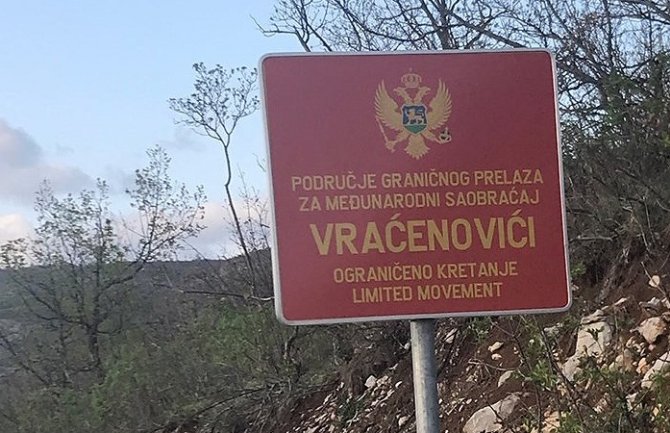 PODRUČJE GRANIČNOG PRELAZA
ZA MEĐUNARODNI SAOBRAĆAJ
VRAĆENOVIĆI
OGRANIČENO KRETANJE
LIMITED MOVEMENT